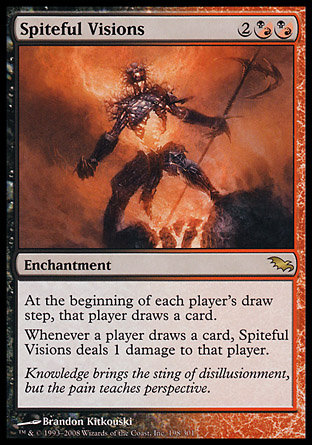 Spiteful Visions 2
Enchantment
At the beginning of each player's draw
step, that player draws a card.
Whenever a player draws a card, Spiteful
Visions deals 1 damage to that player.
Knowledge brings the sting of disillusionment,
but the pain teaches perspective.
Brandon Kitkouski
™ & © 1993–2008 Wizards of the Coast, Inc. 198/301